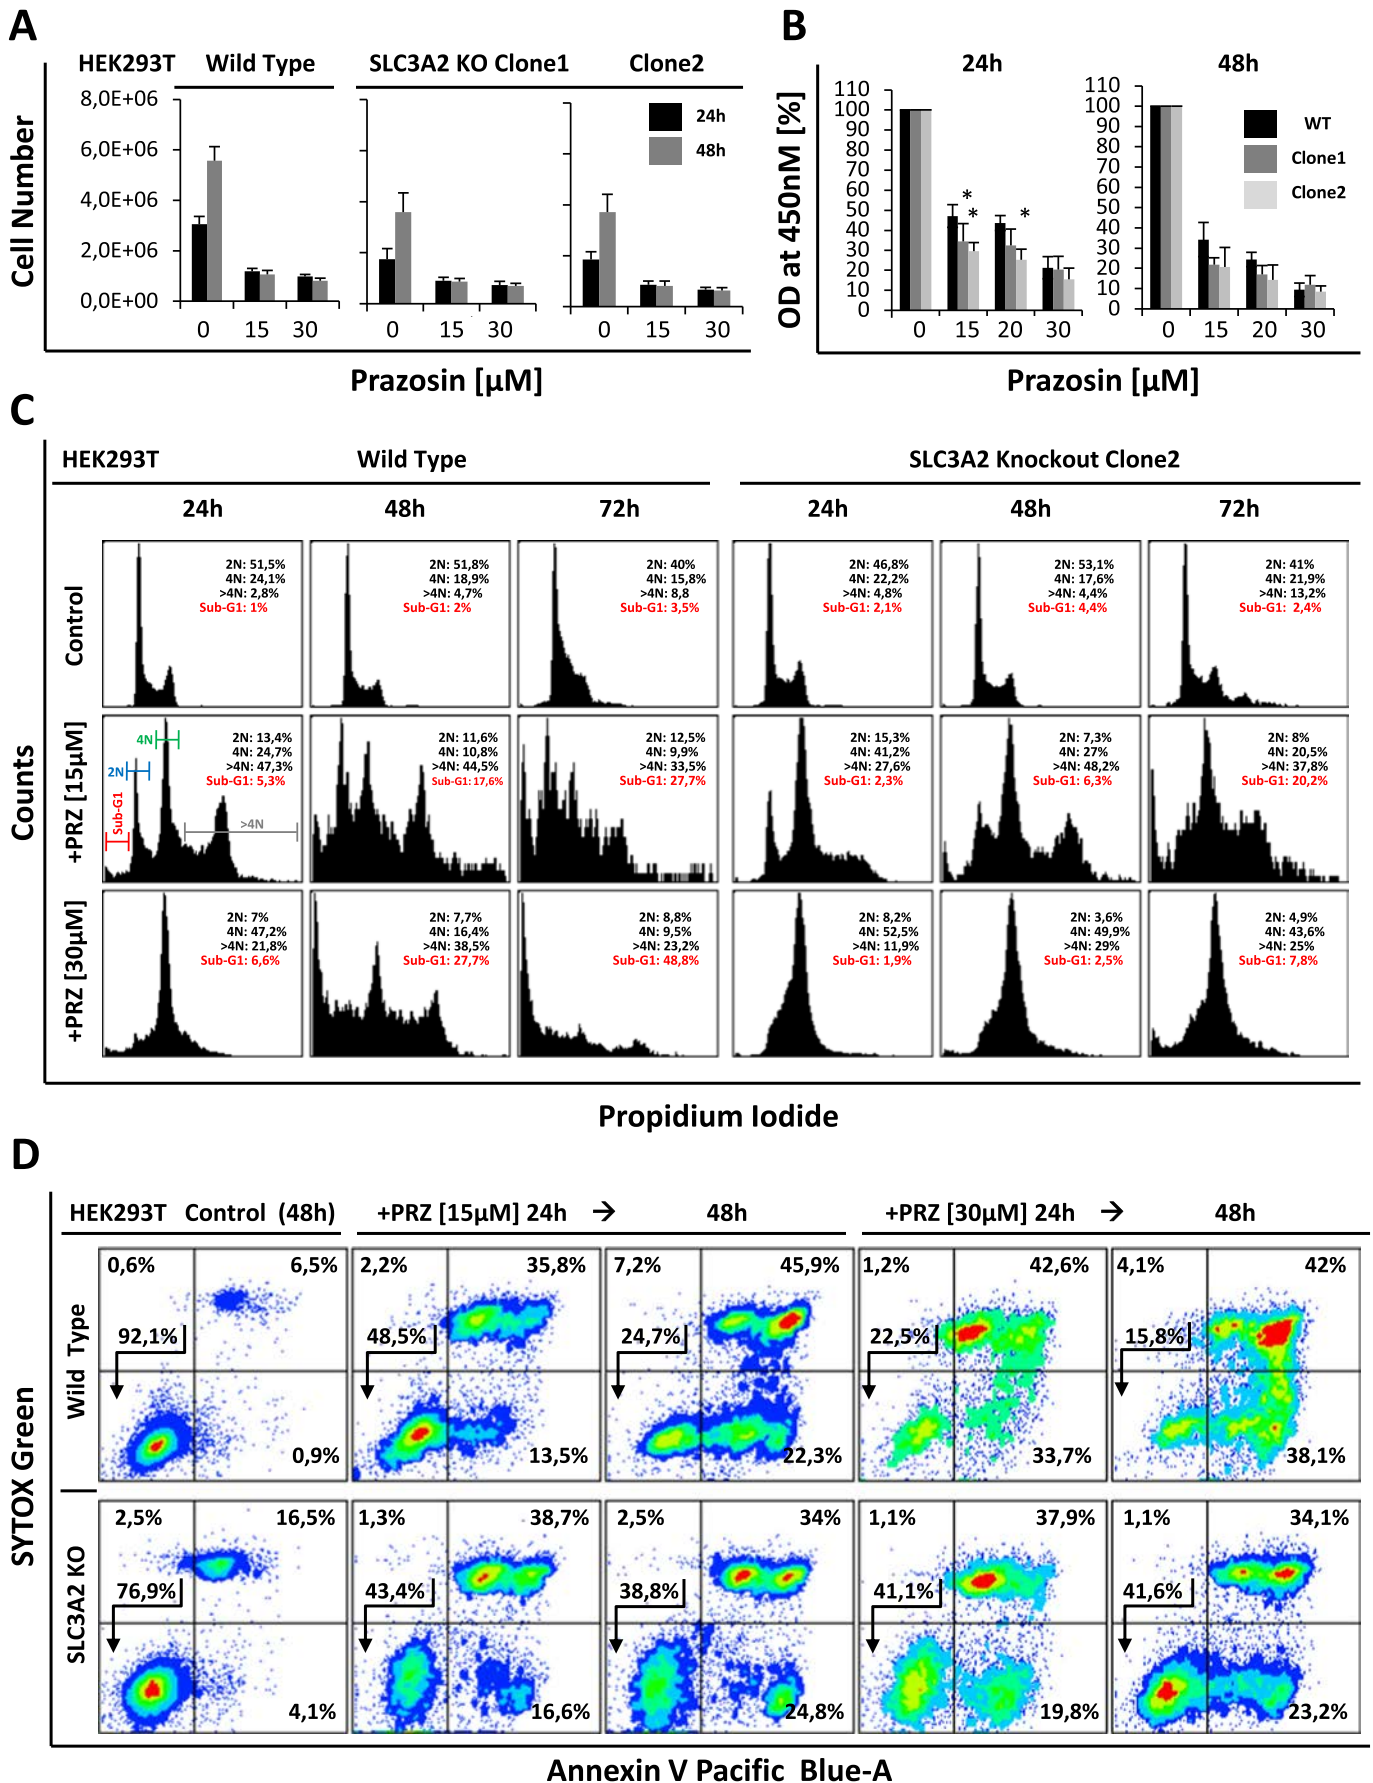 A
HEK293T Wild Type SLC3A2 KO Clone1 Clone2
Cell Number
8,0E+06
6,0E+06
4,0E+06
2,0E+06
0,0E+00
24h
48h
0 15 30 0 15 30 0 15 30
Prazosin [µM]
B
24h 48h
OD at 450nM [%]
110
100
90
80
70
60
50
40
30
20
10
0
* * *
0 15 20 30
110
100
90
80
70
60
50
40
30
20
10
0
WT
Clone1
Clone2
0 15 20 30
Prazosin [µM]
C
HEK293T Wild Type SLC3A2 Knockout Clone2
24h 48h 72h 24h 48h 72h
Counts
Control
2N: 51,5%
4N: 24,1%
>4N: 2,8%
Sub-G1: 1%
2N: 51,8%
4N: 18,9%
>4N: 4,7%
Sub-G1: 2%
2N: 40%
4N: 15,8%
>4N: 8,8
Sub-G1: 3,5%
2N: 46,8%
4N: 22,2%
>4N: 4,8%
Sub-G1: 2,1%
2N: 53,1%
4N: 17,6%
>4N: 4,4%
Sub-G1: 4,4%
2N: 41%
4N: 21,9%
>4N: 13,2%
Sub-G1: 2,4%
+PRZ [15µM]
4N
2N
Sub-G1
>4N
2N: 13,4%
4N: 24,7%
>4N: 47,3%
Sub-G1: 5,3%
2N: 11,6%
4N: 10,8%
>4N: 44,5%
Sub-G1: 17,6%
2N: 12,5%
4N: 9,9%
>4N: 33,5%
Sub-G1: 27,7%
2N: 15,3%
4N: 41,2%
>4N: 27,6%
Sub-G1: 2,3%
2N: 7,3%
4N: 27%
>4N: 48,2%
Sub-G1: 6,3%
2N: 8%
4N: 20,5%
>4N: 37,8%
Sub-G1: 20,2%
+PRZ [30µM]
2N: 7%
4N: 47,2%
>4N: 21,8%
Sub-G1: 6,6%
2N: 7,7%
4N: 16,4%
>4N: 38,5%
Sub-G1: 27,7%
2N: 8,8%
4N: 9,5%
>4N: 23,2%
Sub-G1: 48,8%
2N: 8,2%
4N: 52,5%
>4N: 11,9%
Sub-G1: 1,9%
2N: 3,6%
4N: 49,9%
>4N: 29%
Sub-G1: 2,5%
2N: 4,9%
4N: 43,6%
>4N: 25%
Sub-G1: 7,8%
Propidium Iodide
D
HEK293T Control (48h) +PRZ [15µM] 24h → 48h +PRZ [30µM] 24h → 48h
SYTOX Green
Wild Type
0,6% 6,5% 2,2% 35,8% 7,2% 45,9% 1,2% 42,6% 4,1% 42%
92,1% 48,5% 24,7% 22,5% 15,8%
0,9% 13,5% 22,3% 33,7% 38,1%
SLC3A2 KO
2,5% 16,5% 1,3% 38,7% 2,5% 34% 1,1% 37,9% 1,1% 34,1%
76,9% 43,4% 38,8% 41,1% 41,6%
4,1% 16,6% 24,8% 19,8% 23,2%
Annexin V Pacific Blue-A